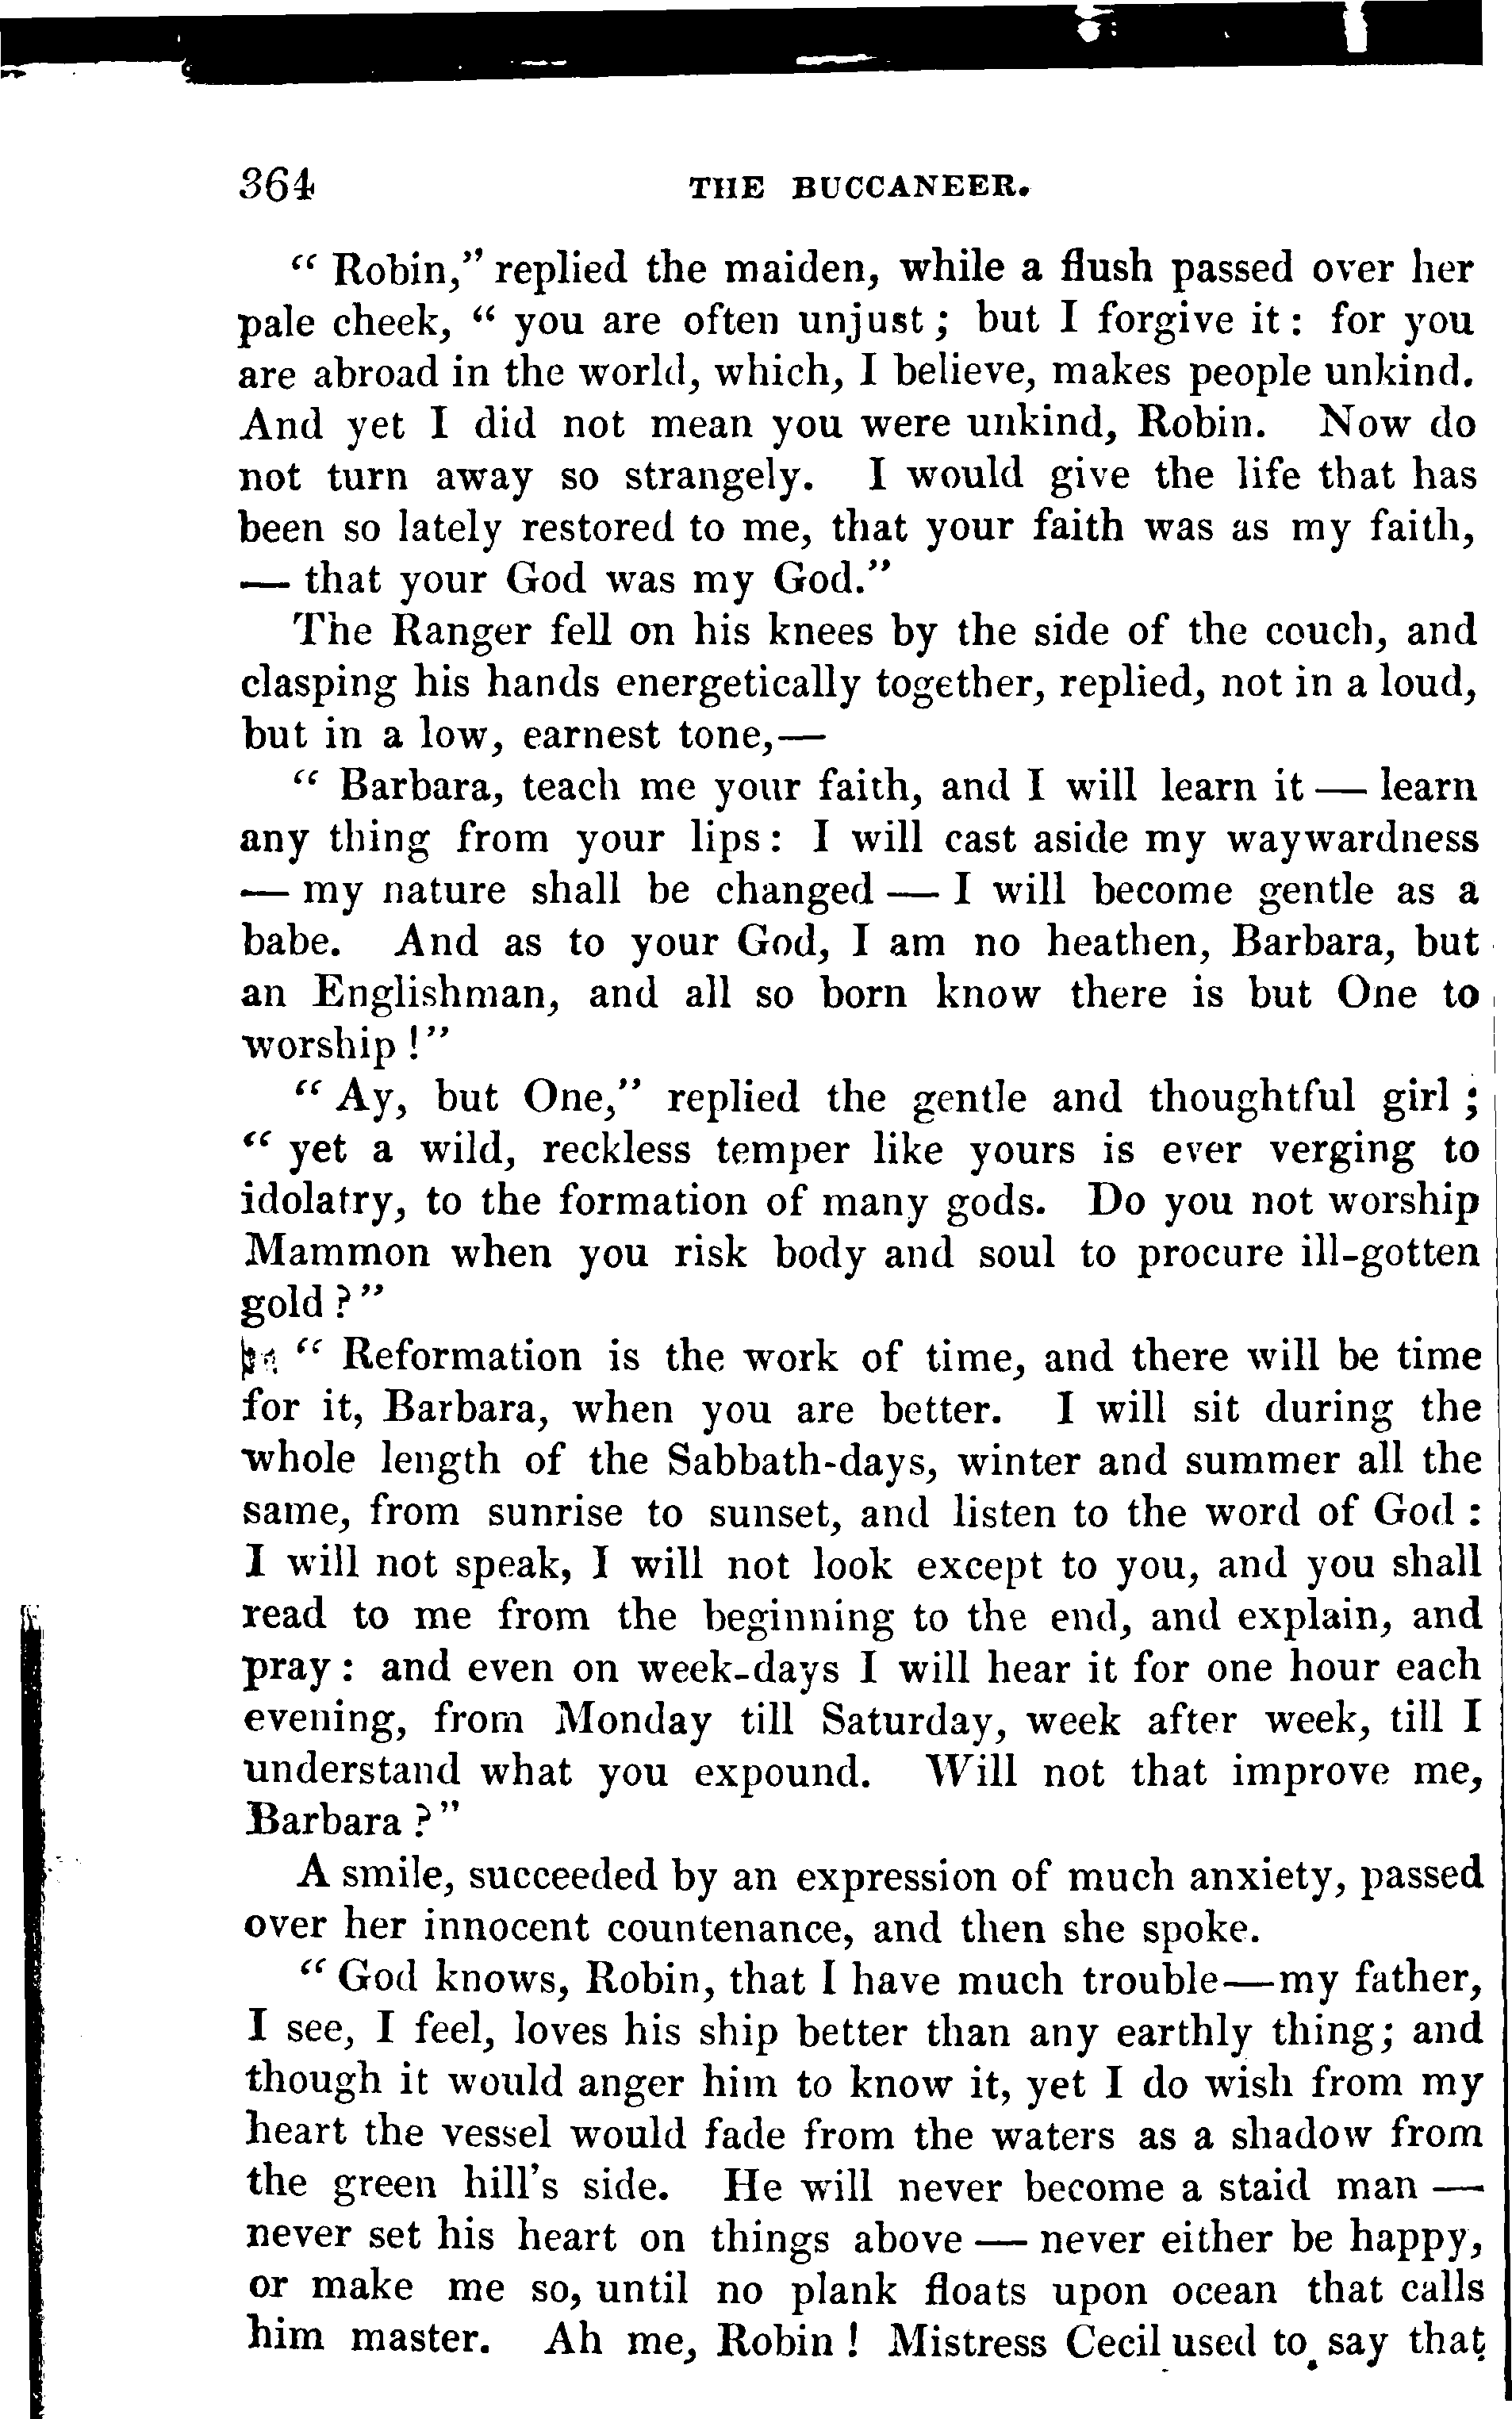 364 THE BUCCANEER.
“ Robin,” replied the maiden, while a flush passed over her
pale cheek, “ you are often unjust ; but I forgive it : for you
are abroad in the world, which, I believe, makes people unkind.
And yet I did not mean you were unkind, Robin. Now do
not turn away so strangely. I would give the life that has
been so lately restored to me, that your faith was as my faith,
— that your God was my God.”
The Ranger fell on his knees by the side of the couch, and
clasping his hands energetically together, replied, not in a loud,
but in a low, earnest tone,—
“ Barbara, teach me your faith, and I will learn it — learn
any thing from your lips : I will cast aside my waywardness
— my nature shall be changed — I will become gentle as a
babe. And as to your God, I am no heathen, Barbara, but
an Englishman, and all so born know there is but One to
worship !”
“ Ay, but One,” replied the gentle and thoughtful girl ;
“ yet a wild, reckless temper like yours is ever verging to
idolatry, to the formation of many gods. Do you not worship
Mammon when you risk body and soul to procure ill-gotten
gold ?”
“ Reformation is the work of time, and there will be time
for it, Barbara, when you are better. I will sit during the
whole length of the Sabbath-days, winter and summer all the
same, from sunrise to sunset, and listen to the word of God :
I will not speak, I will not look except to you, and you shall
read to me from the beginning to the end, and explain, and
pray : and even on week-days I will hear it for one hour each
evening, from Monday till Saturday, week after week, till I
understand what you expound. Will not that improve me,
Barbara ?”
A smile, succeeded by an expression of much anxiety, passed
over her innocent countenance, and then she spoke.
“ God knows, Robin, that I have much trouble—my father,
I see, I feel, loves his ship better than any earthly thing; and
though it would anger him to know it, yet I do wish from my
heart the vessel would fade from the waters as a shadow from
the green hill's side. He will never become a staid man —
never set his heart on things above — never either be happy,
or make me so, until no plank floats upon ocean that calls
him master. Ah me, Robin ! Mistress Cecil used to say that